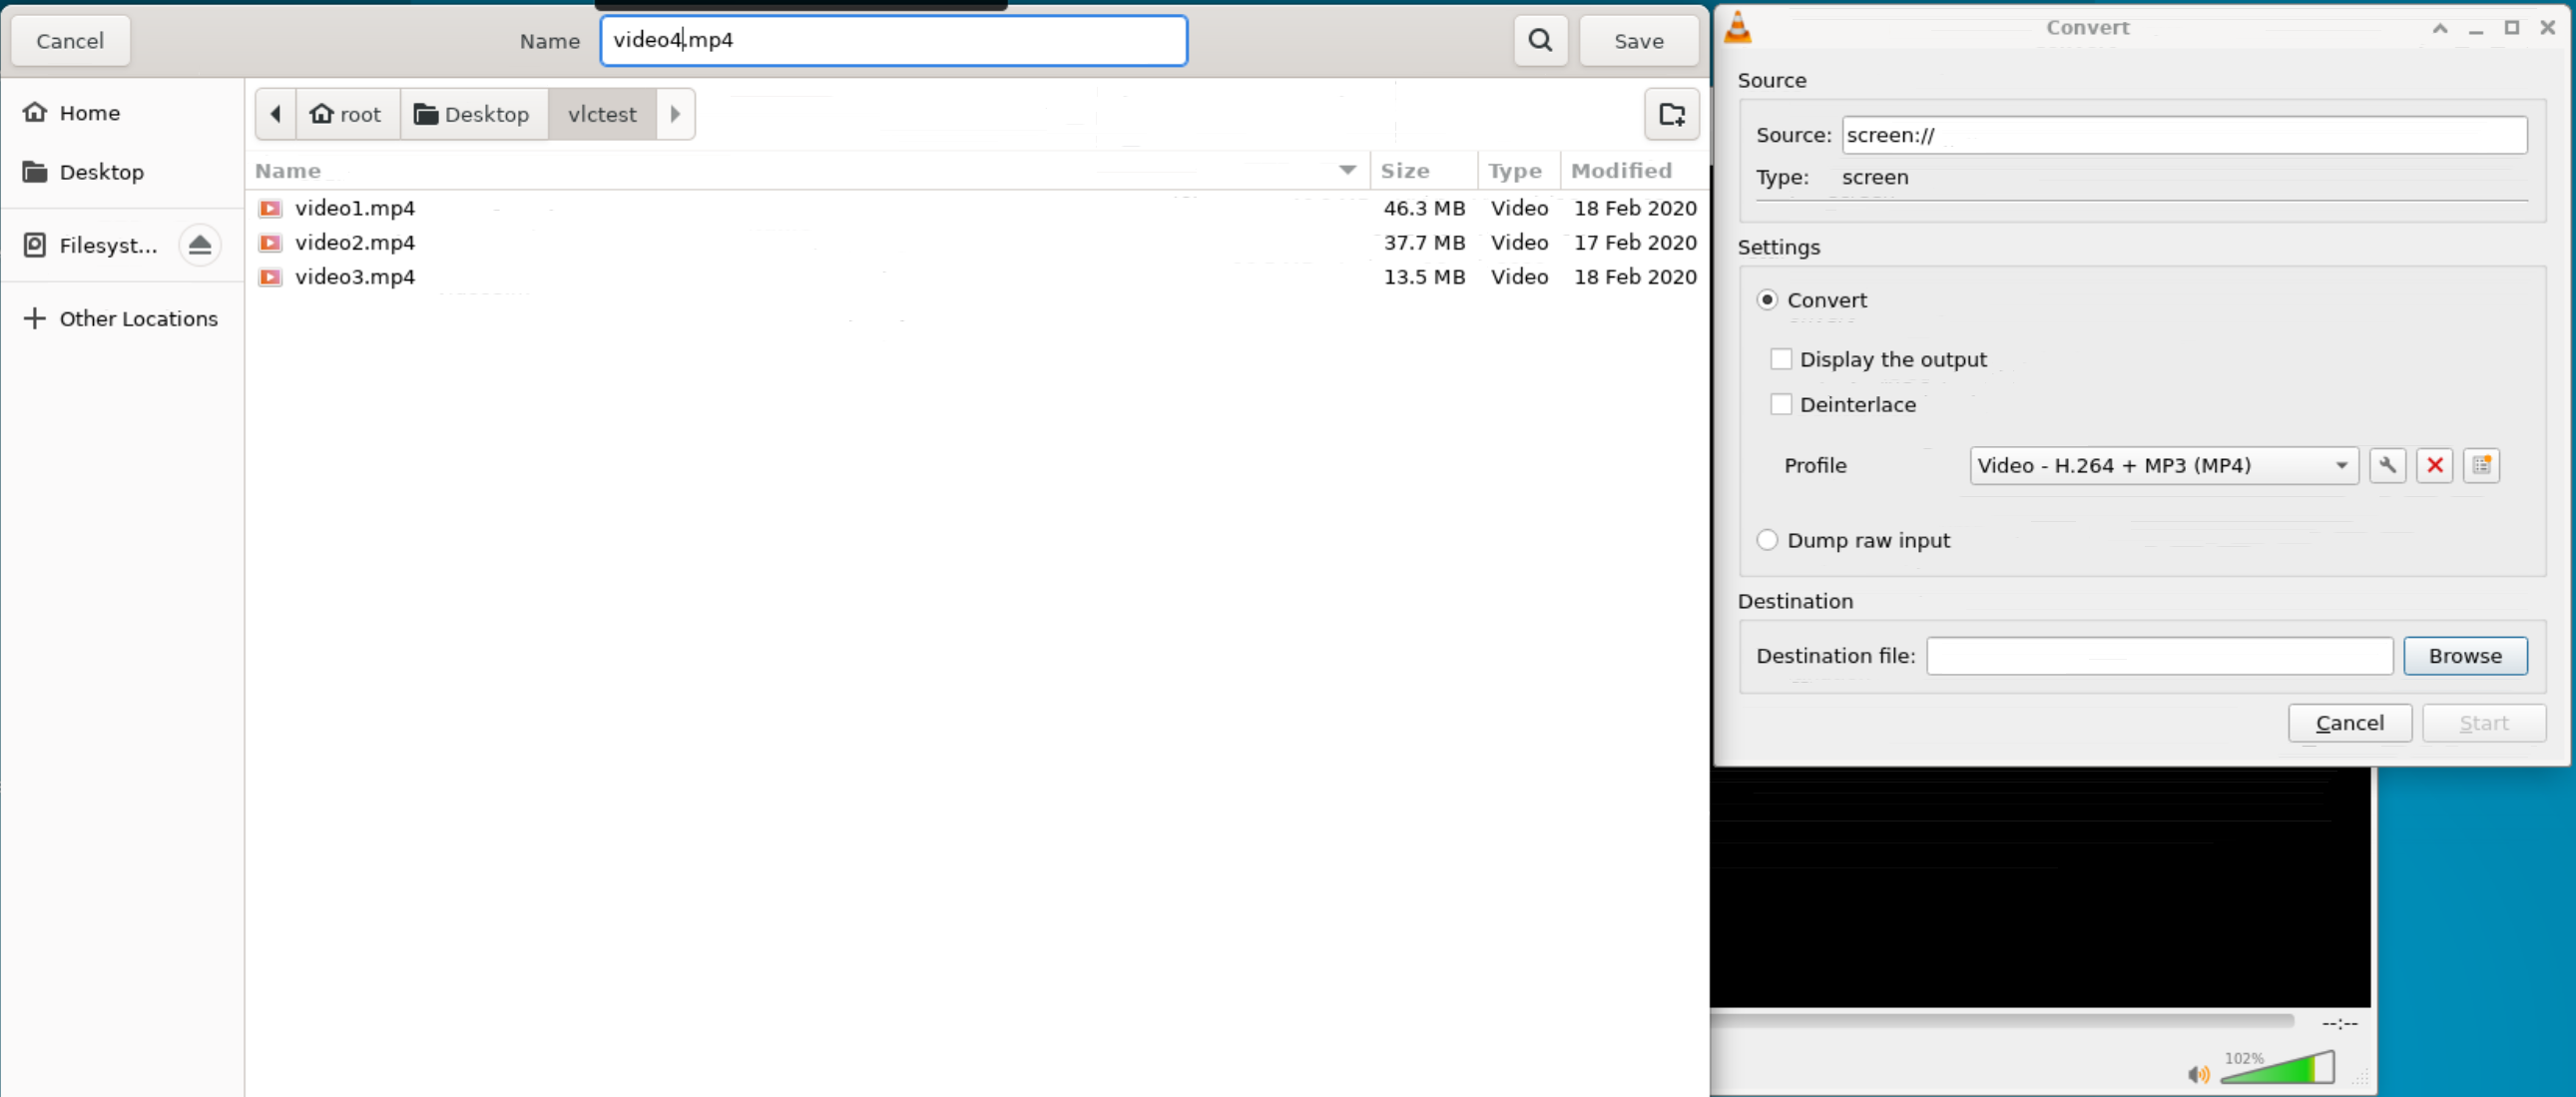 Cancel
Name
video4.mp4
Save
Home
Desktop
Filesyst...
Other Locations
root
Desktop
vlctest
Name
Size
Type
Modified
video1.mp4
46.3 MB
Video
18 Feb 2020
video2.mp4
37.7 MB
Video
17 Feb 2020
video3.mp4
13.5 MB
Video
18 Feb 2020
Convert
Source
Source:
screen://
Type:
screen
Settings
Convert
Display the output
Deinterlace
Profile
Video - H.264 + MP3 (MP4)
Dump raw input
Destination
Destination file:
Browse
Cancel
Start
--:--
102%